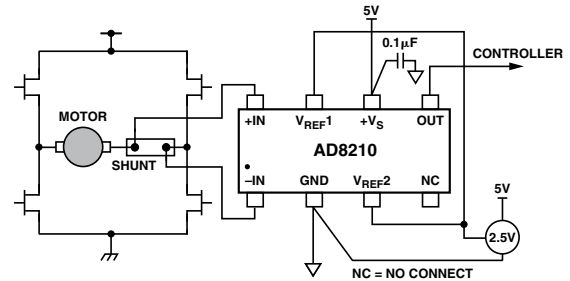 5V
0.1μF
CONTROLLER
MOTOR
SHUNT
+IN
VREF1
+VS
OUT
AD8210
–IN
GND
VREF2
NC
5V
2.5V
NC = NO CONNECT